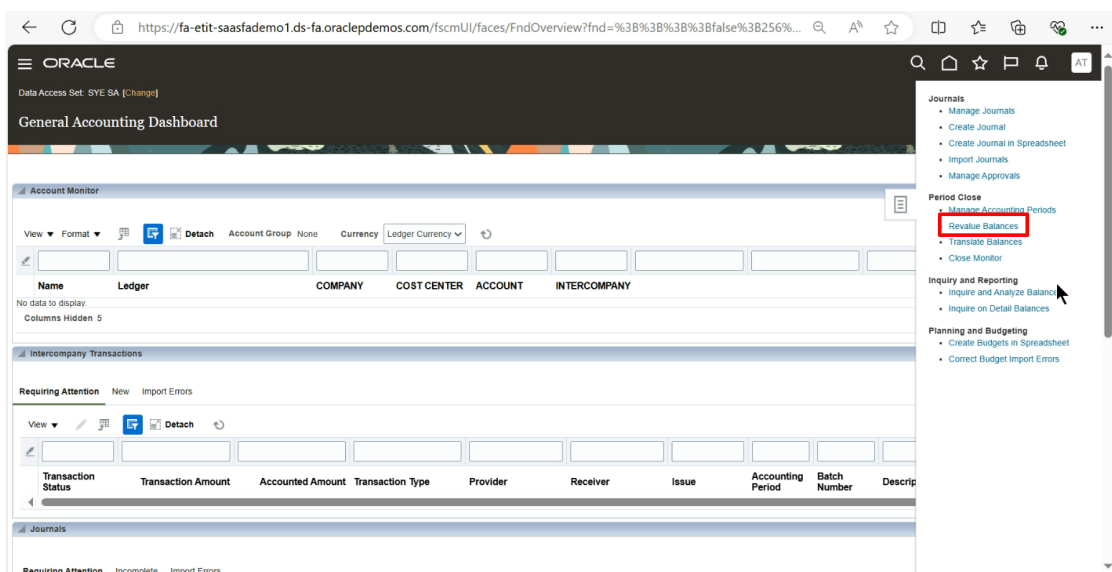 https://fa-etit-saasfademo1.ds-fa.oraclepdemos.com/fscmUI/faces/FndOverview?fnd=%3B%3B%3B%3Bfalse%3B256%...
ORACLE
AT
Data Access Set: SYE SA [Change]
General Accounting Dashboard
Account Monitor
View Format Detach Account Group None Currency Ledger Currency
Name Ledger COMPANY COST CENTER ACCOUNT INTERCOMPANY
No data to display.
Columns Hidden 5
Intercompany Transactions
Requiring Attention New Import Errors
View Detach
Transaction Status Transaction Amount Accounted Amount Transaction Type Provider Receiver Issue Accounting Period Batch Number Descrip
Journals
Requiring Attention Incomplete Import Errors
Journals
Manage Journals
Create Journal
Create Journal in Spreadsheet
Import Journals
Manage Approvals
Period Close
Manage Accounting Periods
Revalue Balances
Translate Balances
Close Monitor
Inquiry and Reporting
Inquire and Analyze Balance
Inquire on Detail Balances
Planning and Budgeting
Create Budgets in Spreadsheet
Correct Budget Import Errors